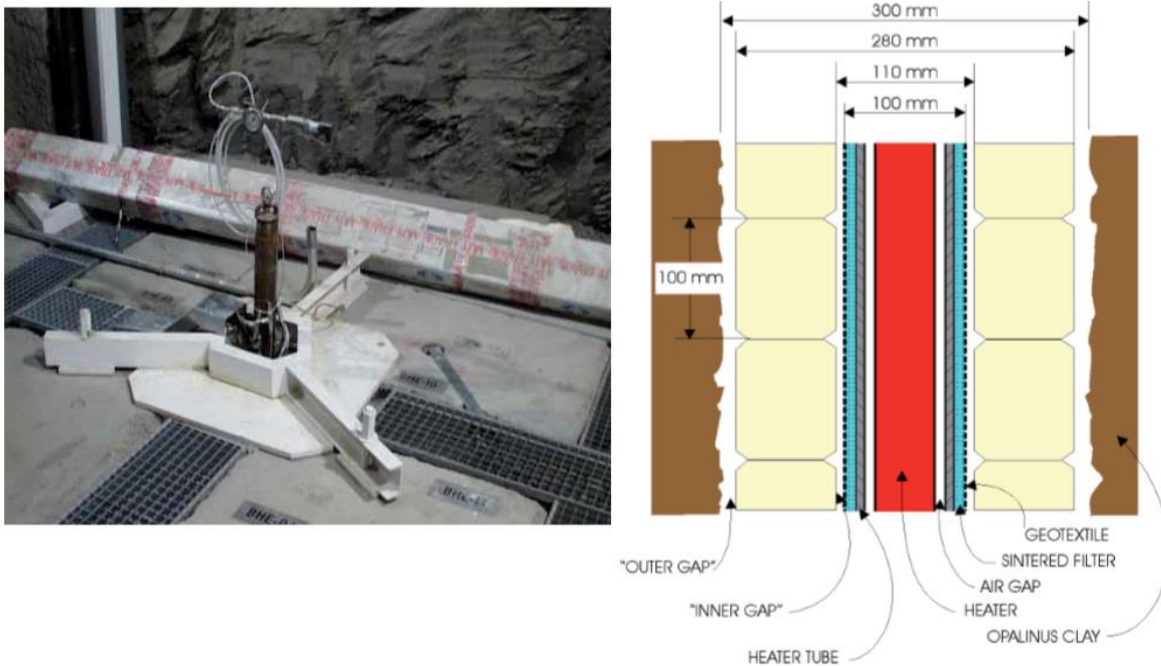 300 mm
280 mm
110 mm
100 mm
100 mm
"OUTER GAP"
"INNER GAP"
HEATER TUBE
GEOTEXTILE
SINTERED FILTER
AIR GAP
HEATER
OPALINUS CLAY